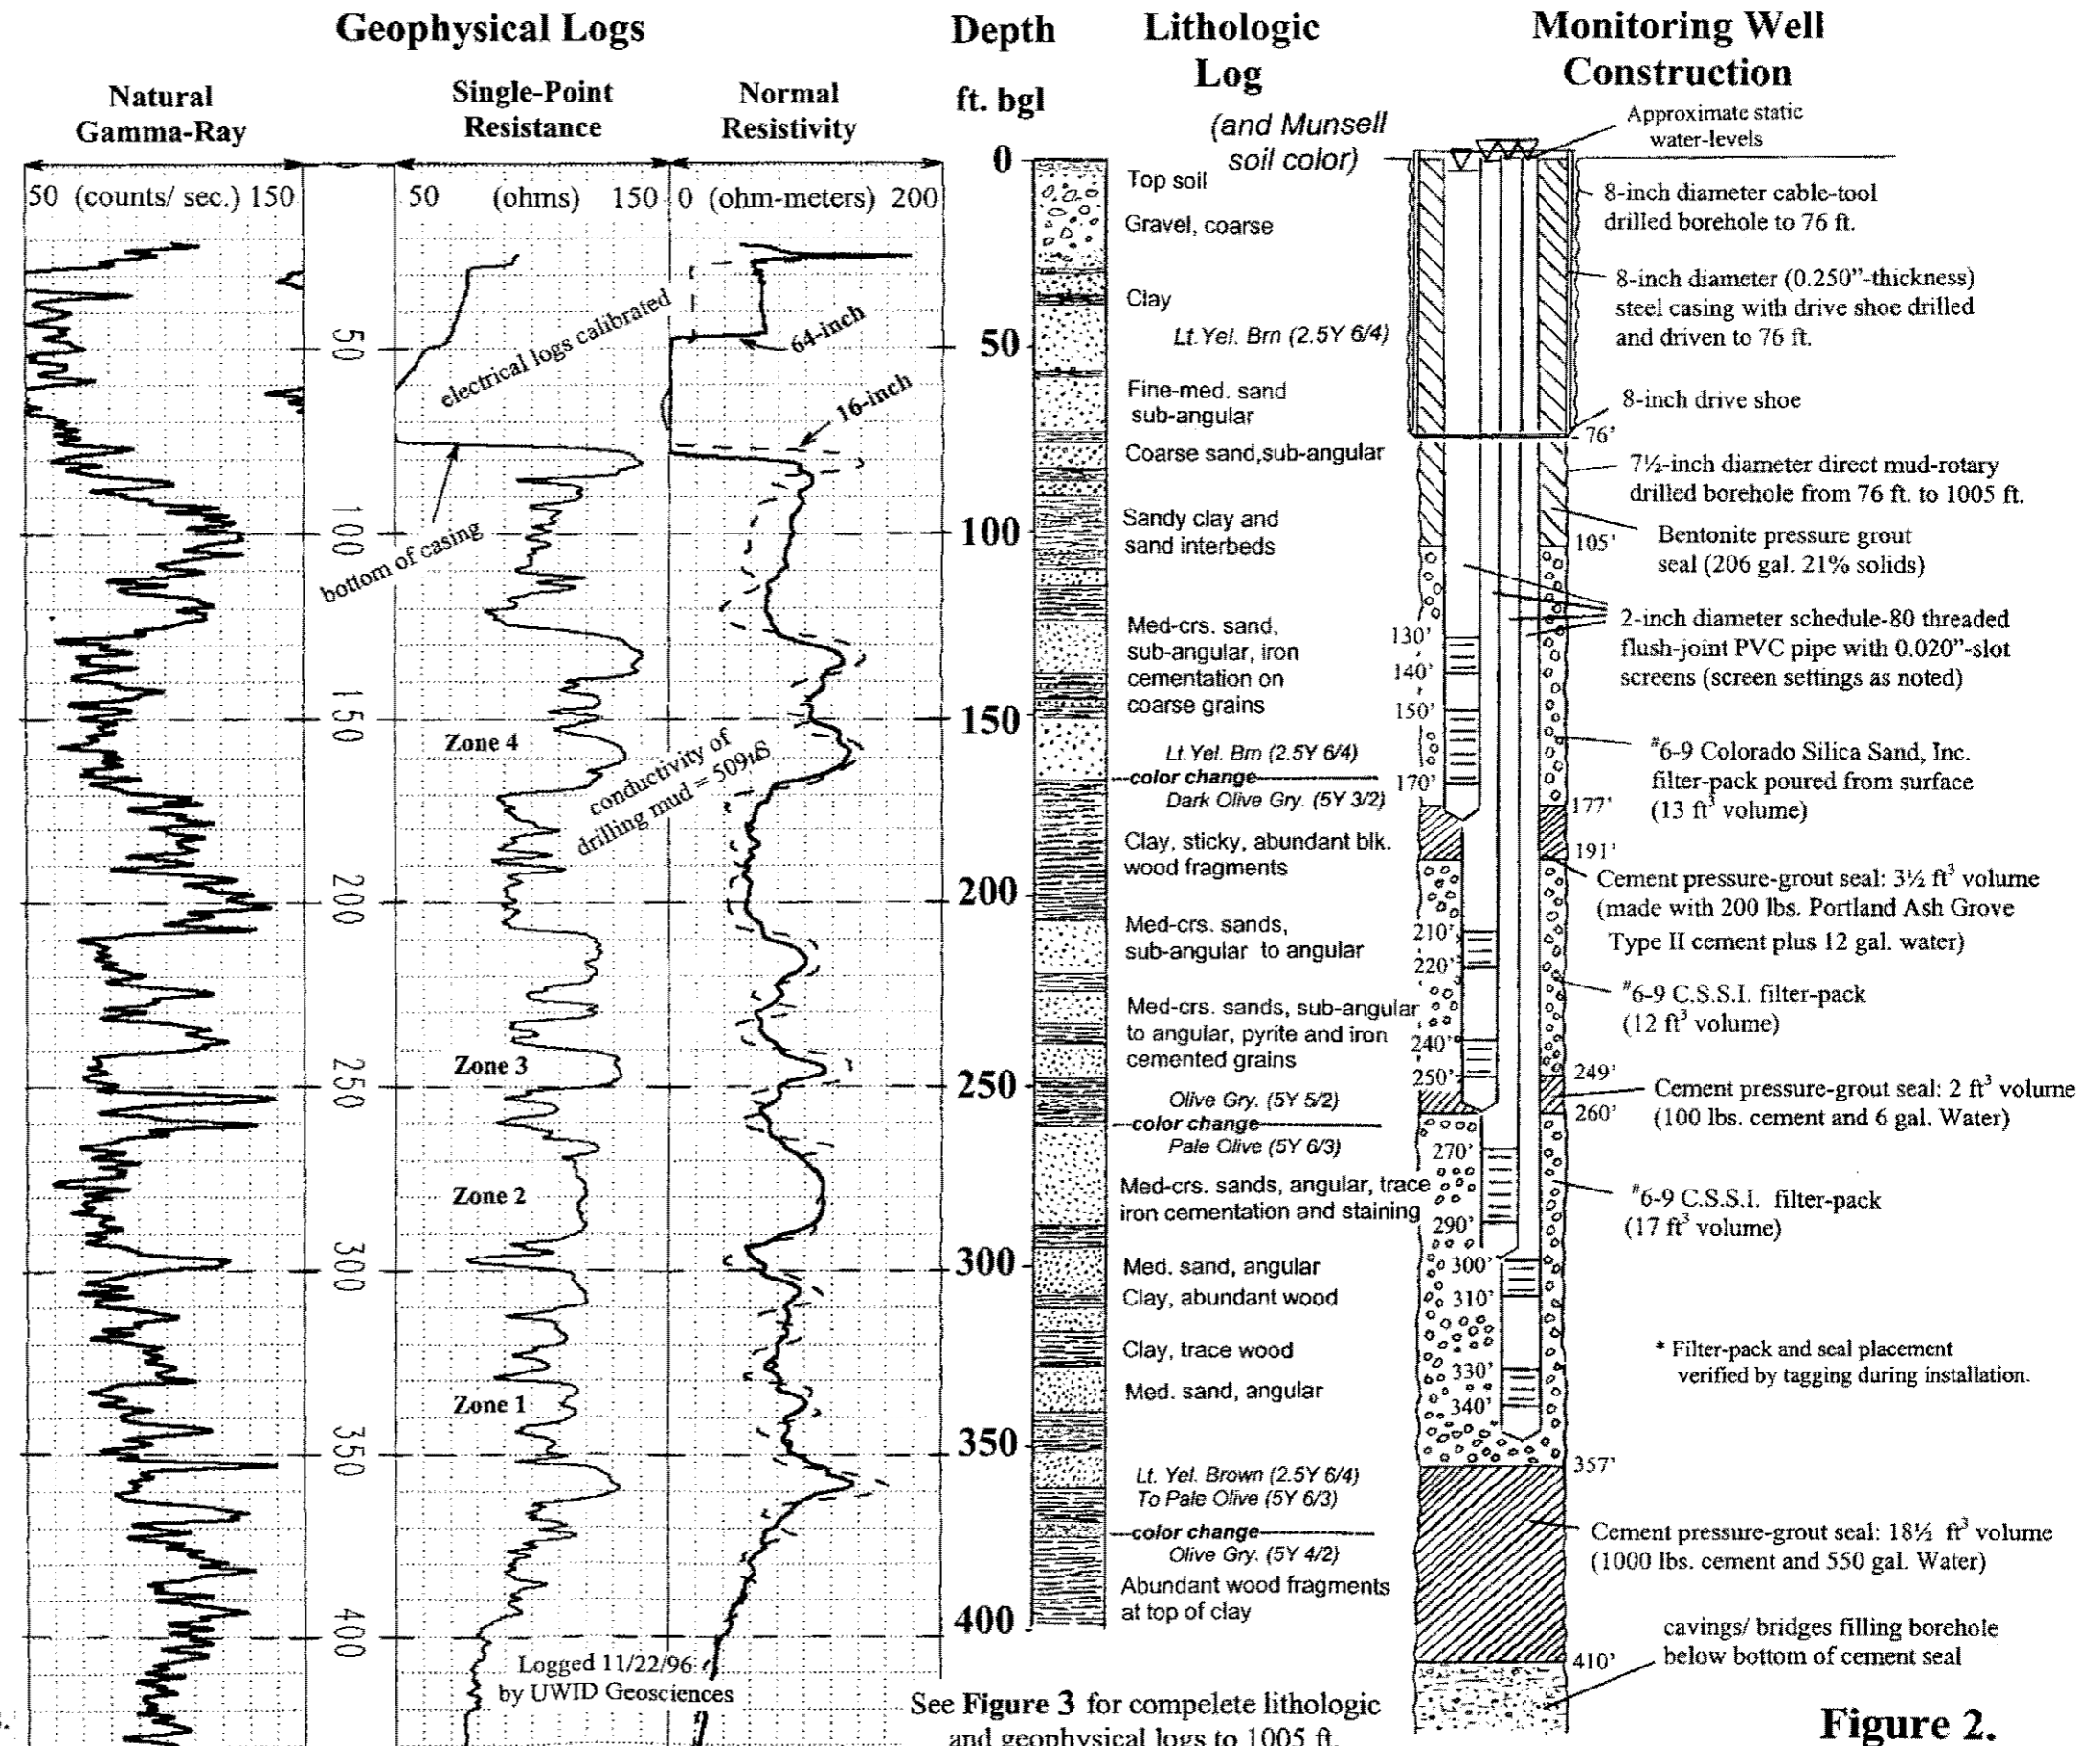 Geophysical Logs
Natural
Gamma-Ray
Single-Point
Resistance
Normal
Resistivity
50 (counts/ sec.) 150
50 (ohms) 150
0 (ohm-meters) 200
50
100
150
200
250
300
350
400
electrical logs calibrated
64-inch
16-inch
bottom of casing
Zone 4
conductivity of
drilling mud = 509µS
Zone 3
Zone 2
Zone 1
Logged 11/22/96
by UWID Geosciences
Depth
ft. bgl
0
50
100
150
200
250
300
350
400
Lithologic
Log
(and Munsell
soil color)
Top soil
Gravel, coarse
Clay
Lt. Yel. Brn (2.5Y 6/4)
Fine-med. sand
sub-angular
Coarse sand,sub-angular
Sandy clay and
sand interbeds
Med-crs. sand,
sub-angular, iron
cementation on
coarse grains
Lt. Yel. Brn (2.5Y 6/4)
color change
Dark Olive Gry. (5Y 3/2)
Clay, sticky, abundant blk.
wood fragments
Med-crs. sands,
sub-angular to angular
Med-crs. sands, sub-angular
to angular, pyrite and iron
cemented grains
Olive Gry. (5Y 5/2)
color change
Pale Olive (5Y 6/3)
Med-crs. sands, angular, trace
iron cementation and staining
Med. sand, angular
Clay, abundant wood
Clay, trace wood
Med. sand, angular
Lt. Yel. Brown (2.5Y 6/4)
To Pale Olive (5Y 6/3)
color change
Olive Gry. (5Y 4/2)
Abundant wood fragments
at top of clay
See Figure 3 for compelete lithologic
and geophysical logs to 1005 ft.
Monitoring Well
Construction
Approximate static
water-levels
8-inch diameter cable-tool
drilled borehole to 76 ft.
8-inch diameter (0.250"-thickness)
steel casing with drive shoe drilled
and driven to 76 ft.
8-inch drive shoe
76'
7½-inch diameter direct mud-rotary
drilled borehole from 76 ft. to 1005 ft.
Bentonite pressure grout
seal (206 gal. 21% solids)
105'
2-inch diameter schedule-80 threaded
flush-joint PVC pipe with 0.020"-slot
screens (screen settings as noted)
130'
140'
150'
170'
#6-9 Colorado Silica Sand, Inc.
filter-pack poured from surface
(13 ft³ volume)
177'
191'
Cement pressure-grout seal: 3½ ft³ volume
(made with 200 lbs. Portland Ash Grove
Type II cement plus 12 gal. water)
210'
220'
240'
250'
#6-9 C.S.S.I. filter-pack
(12 ft³ volume)
249'
Cement pressure-grout seal: 2 ft³ volume
(100 lbs. cement and 6 gal. Water)
260'
270'
290'
300'
310'
330'
340'
#6-9 C.S.S.I. filter-pack
(17 ft³ volume)
* Filter-pack and seal placement
verified by tagging during installation.
357'
Cement pressure-grout seal: 18½ ft³ volume
(1000 lbs. cement and 550 gal. Water)
cavings/ bridges filling borehole
below bottom of cement seal
410'
Figure 2.